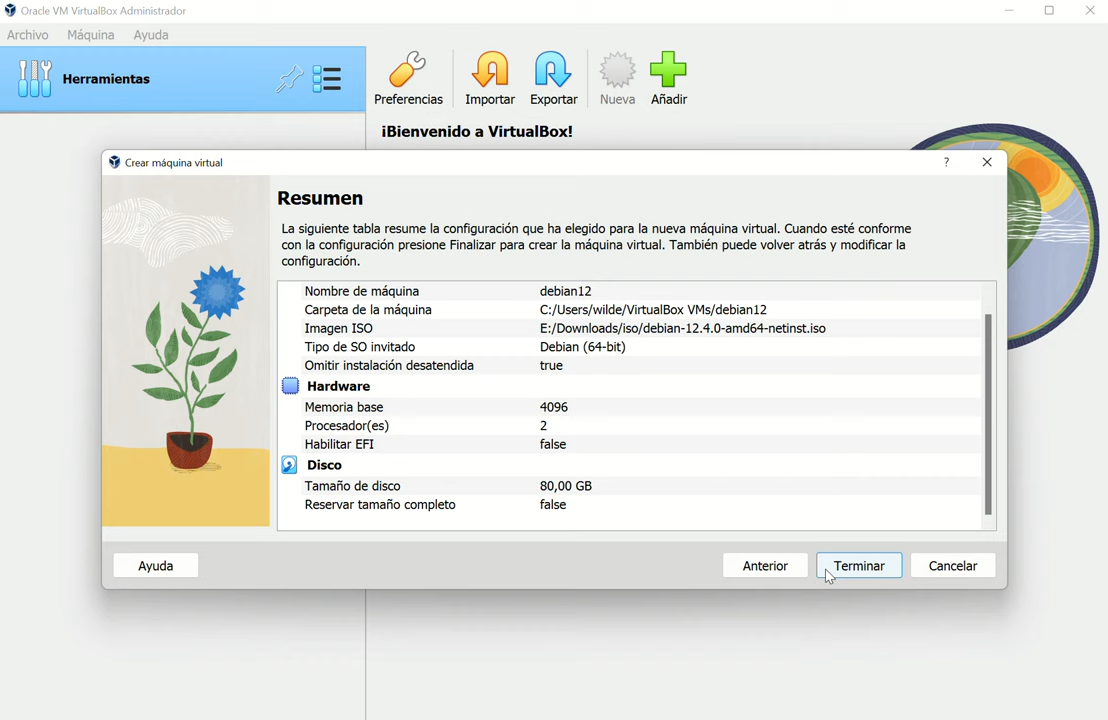 Oracle VM VirtualBox Administrador
Archivo Máquina Ayuda
Herramientas
Preferencias Importar Exportar Nueva Añadir
¡Bienvenido a VirtualBox!
Crear máquina virtual ?
Resumen
La siguiente tabla resume la configuración que ha elegido para la nueva máquina virtual. Cuando esté conforme
con la configuración presione Finalizar para crear la máquina virtual. También puede volver atrás y modificar la
configuración.
Nombre de máquina debian12
Carpeta de la máquina C:/Users/wilde/VirtualBox VMs/debian12
Imagen ISO E:/Downloads/iso/debian-12.4.0-amd64-netinst.iso
Tipo de SO invitado Debian (64-bit)
Omitir instalación desatendida true
Hardware
Memoria base 4096
Procesador(es) 2
Habilitar EFI false
Disco
Tamaño de disco 80,00 GB
Reservar tamaño completo false
Ayuda Anterior Terminar Cancelar